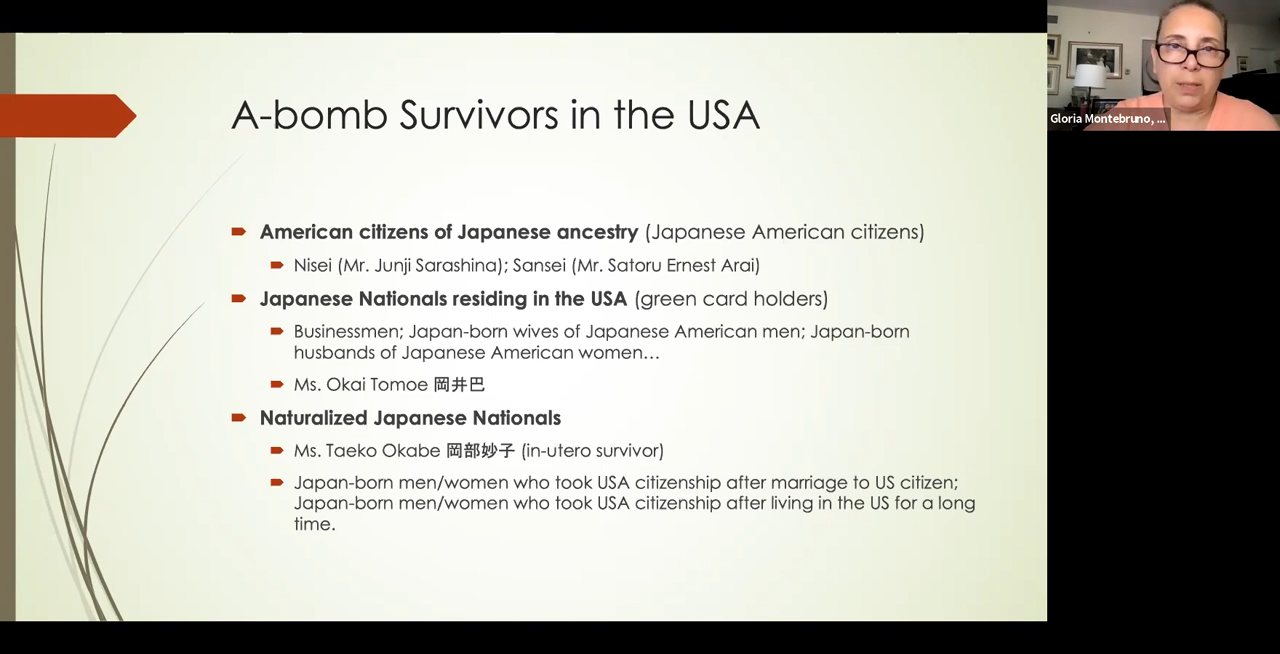 A-bomb Survivors in the USA
American citizens of Japanese ancestry (Japanese American citizens)
Nisei (Mr. Junji Sarashina); Sansei (Mr. Satoru Ernest Arai)
Japanese Nationals residing in the USA (green card holders)
Businessmen; Japan-born wives of Japanese American men; Japan-born
husbands of Japanese American women…
Ms. Okai Tomoe 岡井巴
Naturalized Japanese Nationals
Ms. Taeko Okabe 岡部妙子 (in-utero survivor)
Japan-born men/women who took USA citizenship after marriage to US citizen;
Japan-born men/women who took USA citizenship after living in the US for a long
time.
Gloria Montebruno, ...